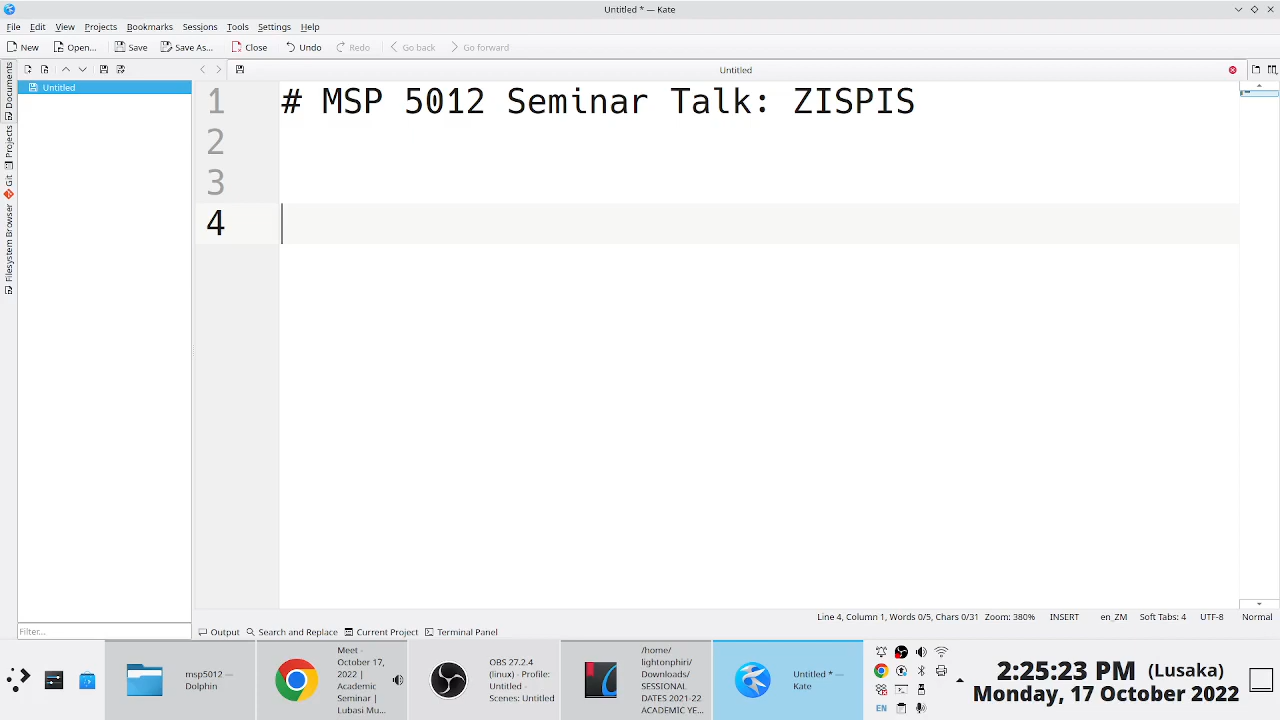 Untitled * — Kate
File Edit View Projects Bookmarks Sessions Tools Settings Help
New Open... Save Save As... Close Undo Redo Go back Go forward
Untitled
Documents
Projects
Git
Filesystem Browser
Untitled
1 # MSP 5012 Seminar Talk: ZISPIS
2
3
4
Line 4, Column 1, Words 0/5, Chars 0/31 Zoom: 380% INSERT en_ZM Soft Tabs: 4 UTF-8 Normal
Filter...
Output Search and Replace Current Project Terminal Panel
msp5012 —
Dolphin
Meet -
October 17,
2022 |
Academic
Seminar |
Lubasi Mu...
OBS 27.2.4
(linux) - Profile:
Untitled -
Scenes: Untitled
/home/
lightonphiri/
Downloads/
SESSIONAL
DATES 2021-22
ACADEMIC YE...
Untitled * —
Kate
EN
2:25:23 PM (Lusaka)
Monday, 17 October 2022